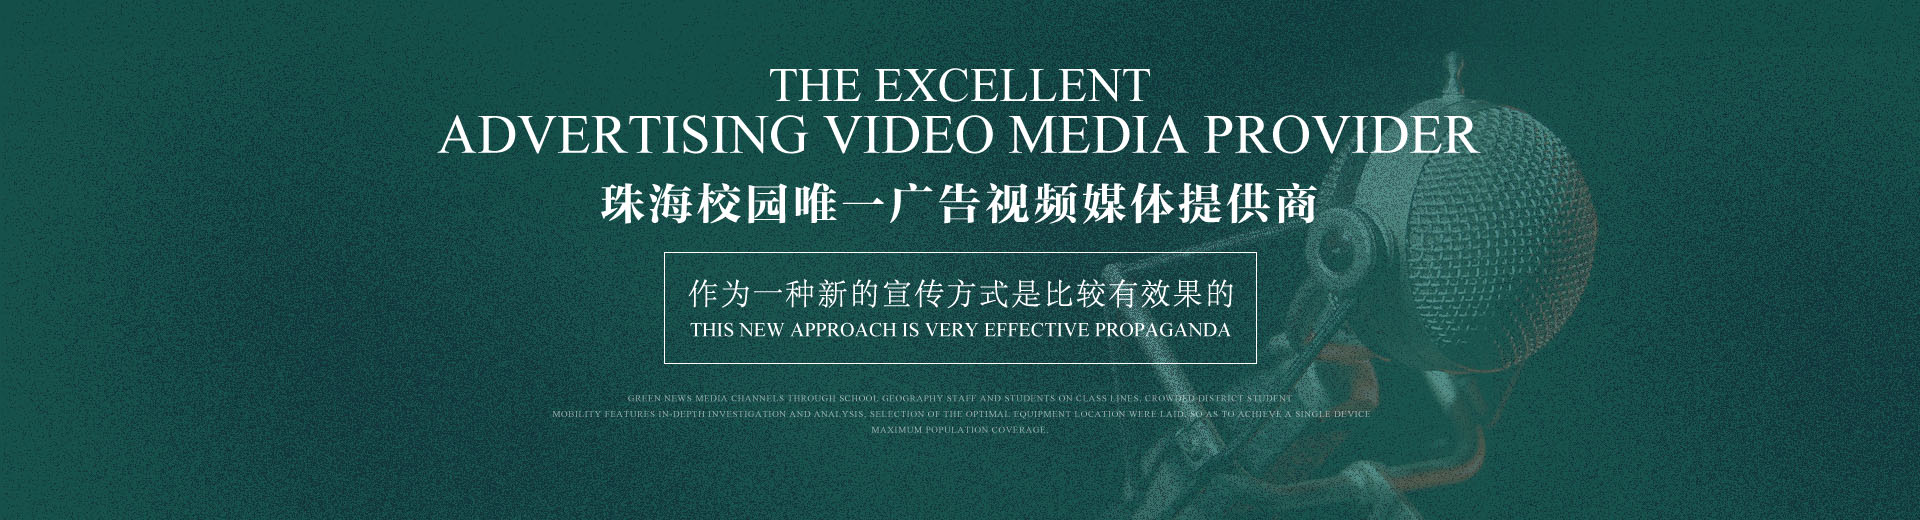 THE EXCELLENT
ADVERTISING VIDEO MEDIA PROVIDER
珠海校园唯一广告视频媒体提供商
作为一种新的宣传方式是比较有效果的
THIS NEW APPROACH IS VERY EFFECTIVE PROPAGANDA
GREEN NEWS MEDIA CHANNELS THROUGH SCHOOL GEOGRAPHY STAFF AND STUDENTS ON CLASS LINES, CROWDED DISTRICT STUDENT
MOBILITY FEATURES IN-DEPTH INVESTIGATION AND ANALYSIS, SELECTION OF THE OPTIMAL EQUIPMENT LOCATION WERE LAID, SO AS TO ACHIEVE A SINGLE DEVICE
MAXIMUM POPULATION COVERAGE.